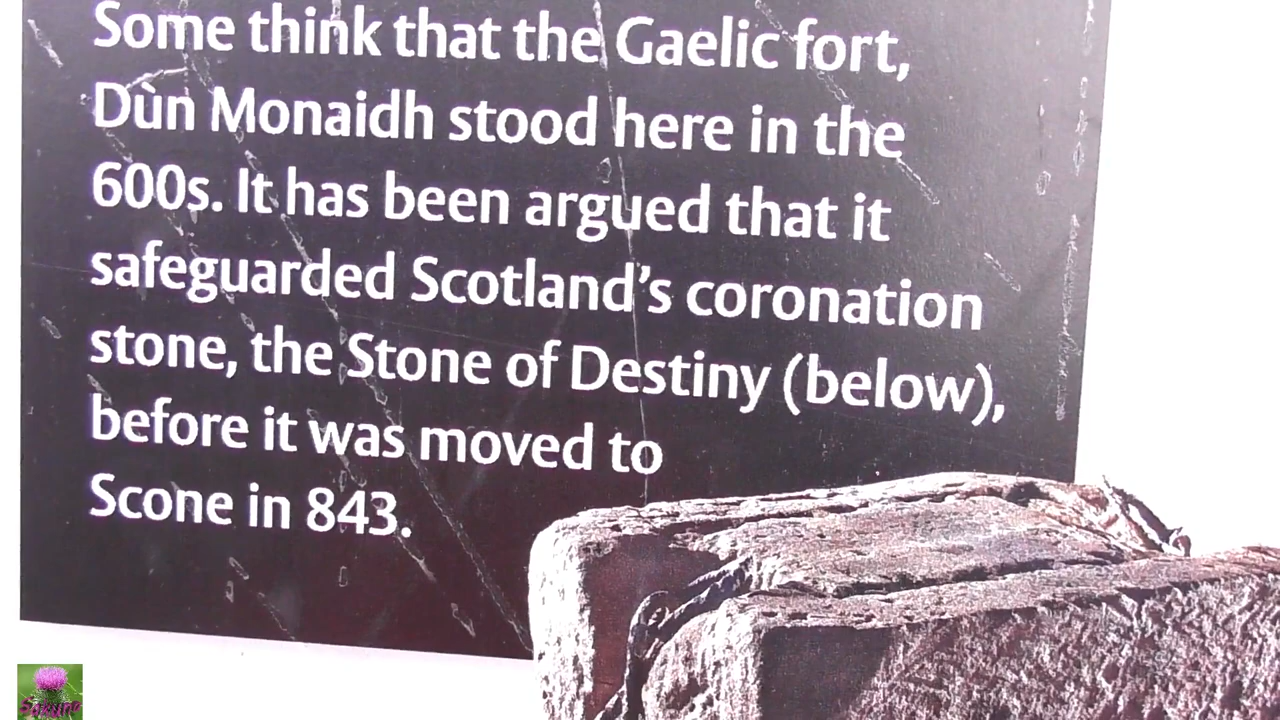 Some think that the Gaelic fort,
Dùn Monaidh stood here in the
600s. It has been argued that it
safeguarded Scotland’s coronation
stone, the Stone of Destiny (below),
before it was moved to
Scone in 843.
Sakura